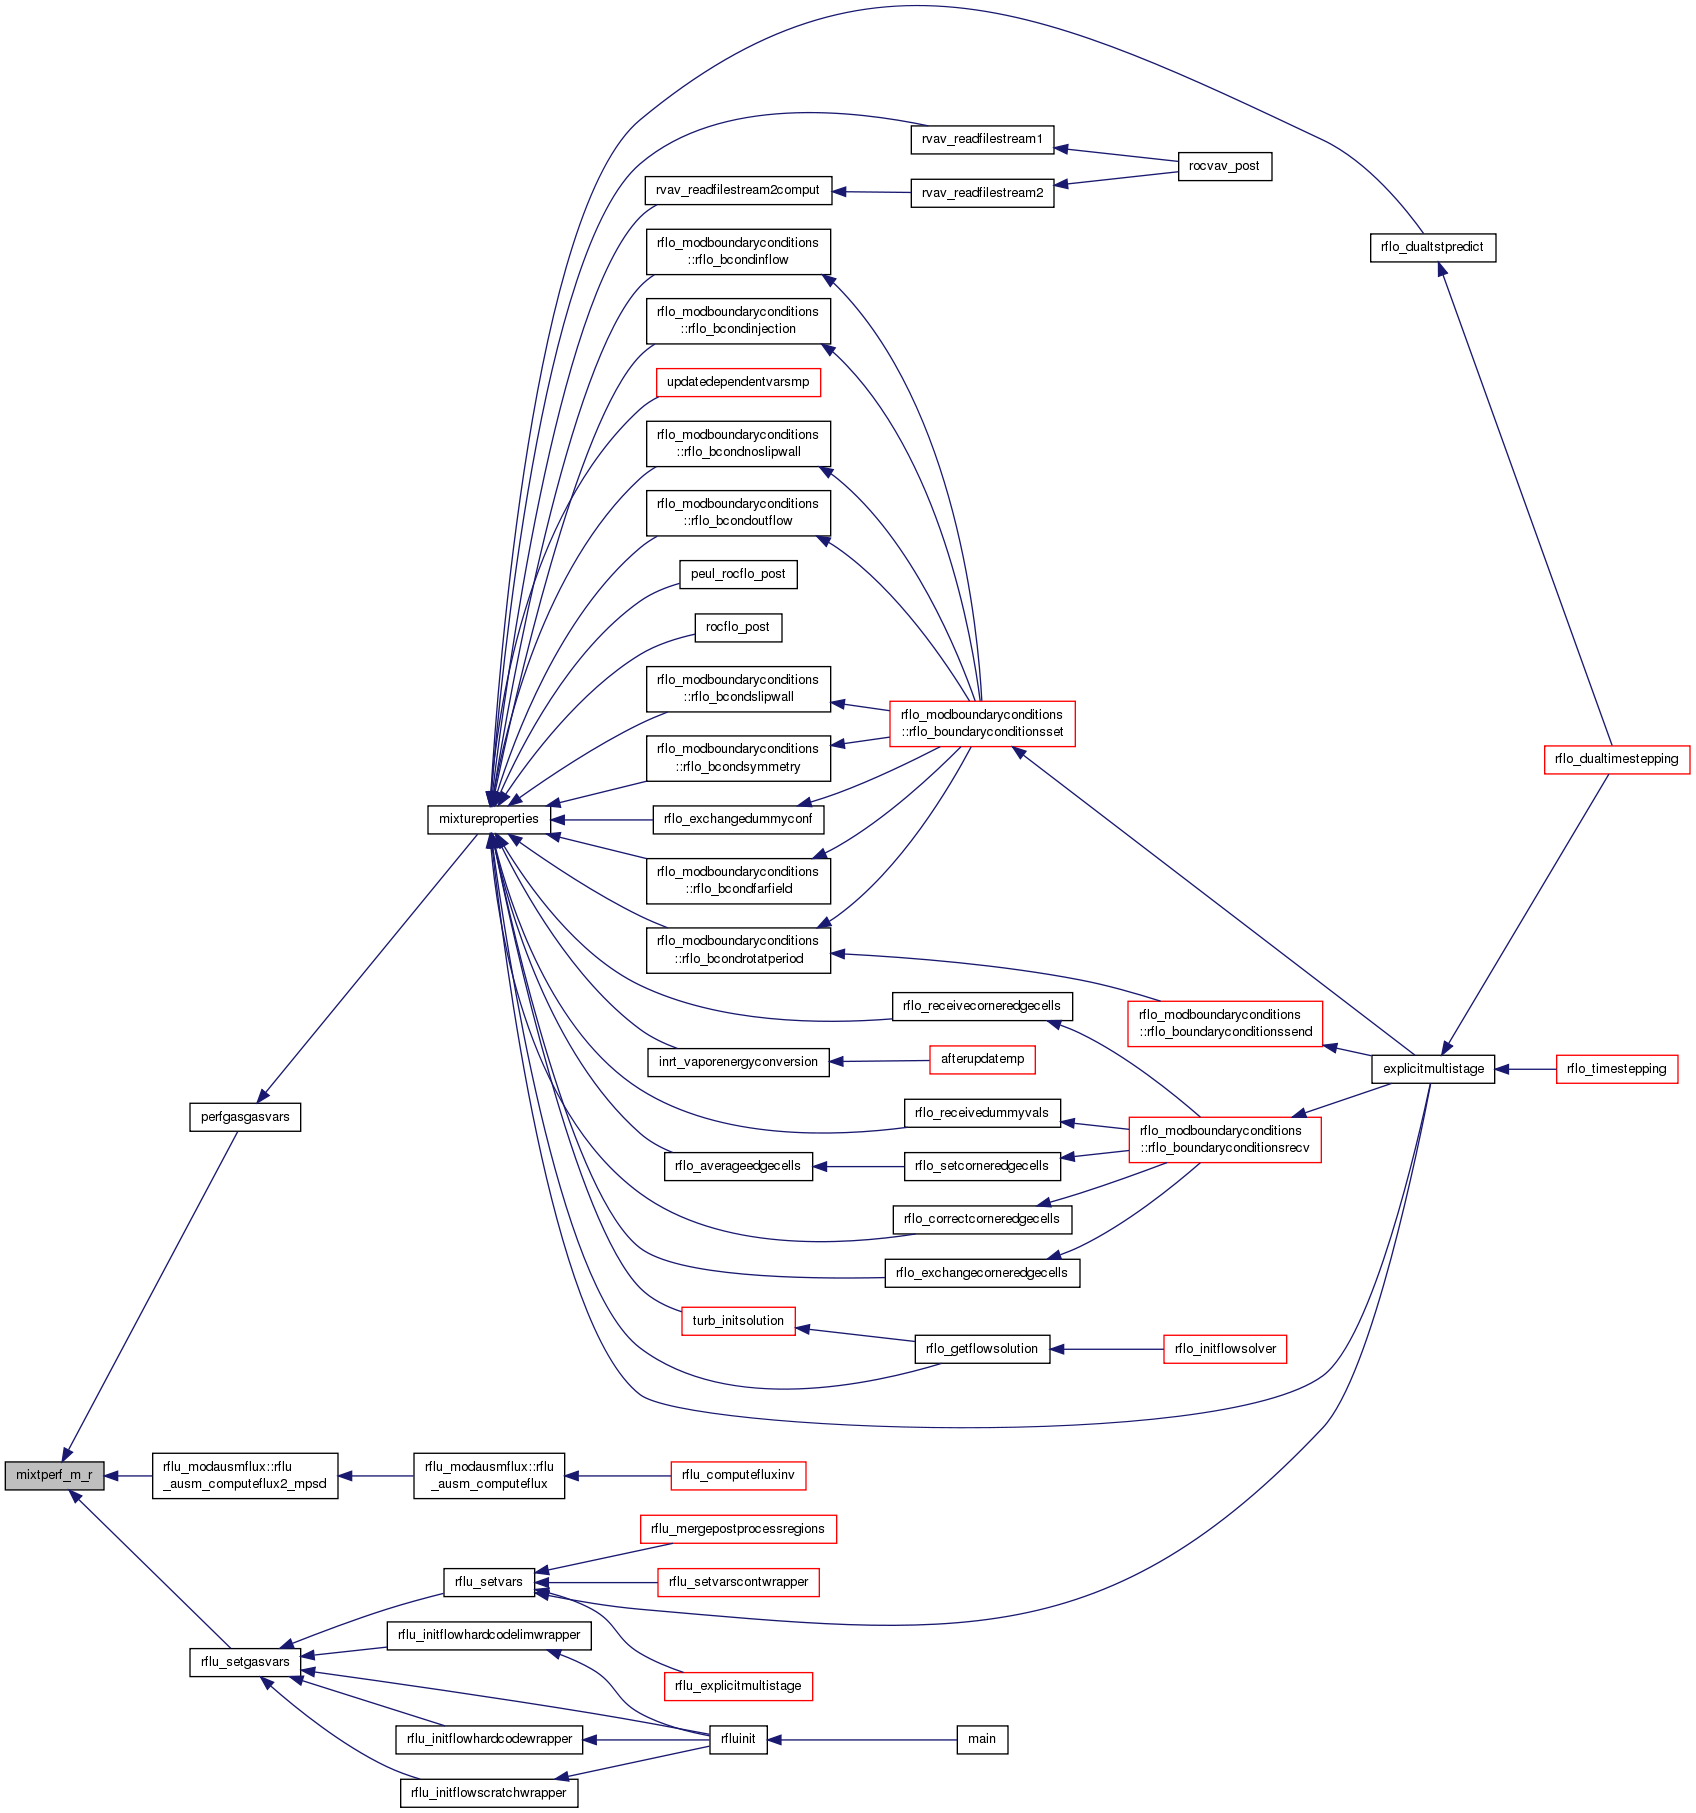 rvav_readfilestream1
rocvav_post
rvav_readfilestream2comput
rvav_readfilestream2
rflo_modboundaryconditions
::rflo_bcondinflow
rflo_dualtstpredict
rflo_modboundaryconditions
::rflo_bcondinjection
updatedependentvarsmp
rflo_modboundaryconditions
::rflo_bcondnoslipwall
rflo_modboundaryconditions
::rflo_bcondoutflow
peul_rocflo_post
rocflo_post
rflo_modboundaryconditions
::rflo_bcondslipwall
rflo_modboundaryconditions
::rflo_boundaryconditionsset
rflo_modboundaryconditions
::rflo_bcondsymmetry
rflo_dualtimestepping
mixtureproperties
rflo_exchangedummyconf
rflo_modboundaryconditions
::rflo_bcondfarfield
rflo_modboundaryconditions
::rflo_bcondrotatperiod
rflo_receivecorneredgecells
rflo_modboundaryconditions
::rflo_boundaryconditionssend
inrt_vaporenergyconversion
afterupdatemp
explicitmultistage
rflo_timestepping
perfgasgasvars
rflo_receivedummyvals
rflo_modboundaryconditions
::rflo_boundaryconditionsrecv
rflo_averageedgecells
rflo_setcorneredgecells
rflo_correctcorneredgecells
rflo_exchangecorneredgecells
turb_initsolution
rflo_getflowsolution
rflo_initflowsolver
mixtperf_m_r
rflu_modausmflux::rflu
_ausm_computeflux2_mpsd
rflu_modausmflux::rflu
_ausm_computeflux
rflu_computefluxinv
rflu_mergepostprocessregions
rflu_setvars
rflu_setvarscontwrapper
rflu_initflowhardcodelimwrapper
rflu_setgasvars
rflu_explicitmultistage
rflu_initflowhardcodewrapper
rfluinit
main
rflu_initflowscratchwrapper